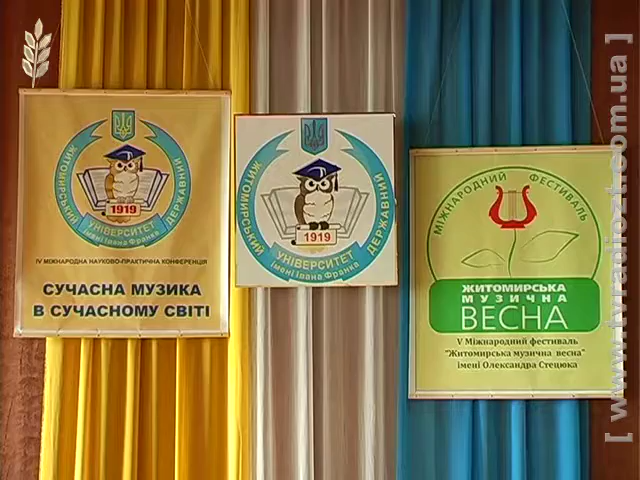 ЖИТОМИРСЬКИЙ
ДЕРЖАВНИЙ
1919
УНІВЕРСИТЕТ
імені Івана Франка
IV МІЖНАРОДНА НАУКОВО-ПРАКТИЧНА КОНФЕРЕНЦІЯ
СУЧАСНА МУЗИКА
В СУЧАСНОМУ СВІТІ
ЖИТОМИРСЬКИЙ
ДЕРЖАВНИЙ
1919
УНІВЕРСИТЕТ
імені Івана Франка
МІЖНАРОДНИЙ ФЕСТИВАЛЬ
ЖИТОМИРСЬКА
МУЗИЧНА
ВЕСНА
V Міжнародний фестиваль
"Житомирська музична весна"
імені Олександра Стецюка
[ www.tvradiozt.com.ua ]